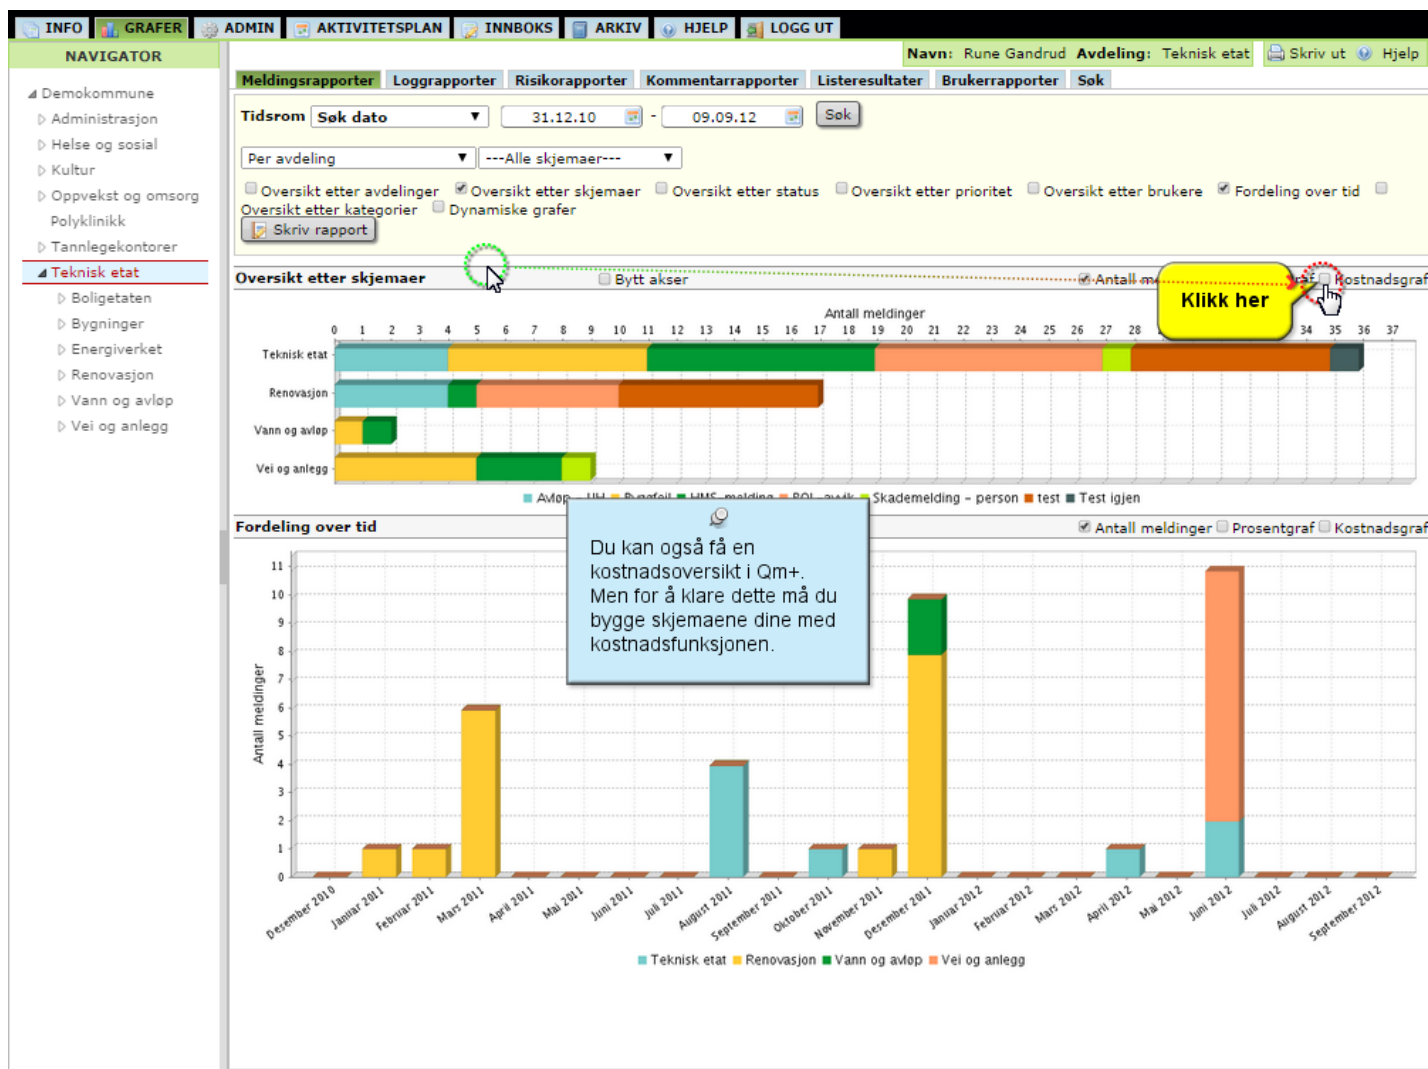 INFO GRAFER ADMIN AKTIVITETSPLAN INNBOKS ARKIV HJELP LOGG UT
NAVIGATOR
Navn: Rune Gandrud Avdeling: Teknisk etat Skriv ut Hjelp
Meldingsrapporter Loggrapporter Risikorapporter Kommentarrapporter Listeresultater Brukerrapporter Søk
Demokommune
Administrasjon
Helse og sosial
Kultur
Oppvekst og omsorg
Polyklinikk
Tannlegekontorer
Teknisk etat
Boligetaten
Bygninger
Energiverket
Renovasjon
Vann og avløp
Vei og anlegg
Tidsrom Søk dato 31.12.10 - 09.09.12 Søk
Per avdeling ---Alle skjemaer---
Oversikt etter avdelinger Oversikt etter skjemaer Oversikt etter status Oversikt etter prioritet Oversikt etter brukere Fordeling over tid
Oversikt etter kategorier Dynamiske grafer
Skriv rapport
Oversikt etter skjemaer Bytt akser Antall Kostnadsgraf
Klikk her
Antall meldinger
0 1 2 3 4 5 6 7 8 9 10 11 12 13 14 15 16 17 18 19 20 21 22 23 24 25 26 27 28 34 35 36 37
Teknisk etat
Renovasjon
Vann og avløp
Vei og anlegg
Skademelding - person test Test igjen
Fordeling over tid Antall meldinger Prosentgraf Kostnadsgraf
Du kan også få en
kostnadsoversikt i Qm+.
Men for å klare dette må du
bygge skjemaene dine med
kostnadsfunksjonen.
Antall meldinger
11
10
9
8
7
6
5
4
3
2
1
0
Desember 2010 Januar 2011 Februar 2011 Mars 2011 April 2011 Mai 2011 Juni 2011 Juli 2011 August 2011 September 2011 Oktober 2011 November 2011 Desember 2011 Januar 2012 Februar 2012 Mars 2012 April 2012 Mai 2012 Juni 2012 Juli 2012 August 2012 September 2012
Teknisk etat Renovasjon Vann og avløp Vei og anlegg